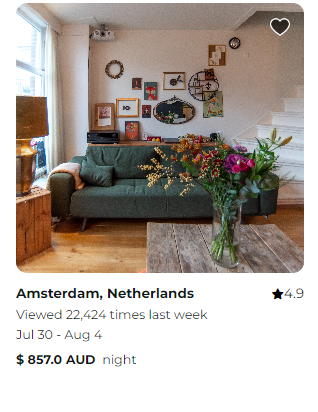 Amsterdam, Netherlands ★4.9
Viewed 22,424 times last week
Jul 30 - Aug 4
$ 857.0 AUD night